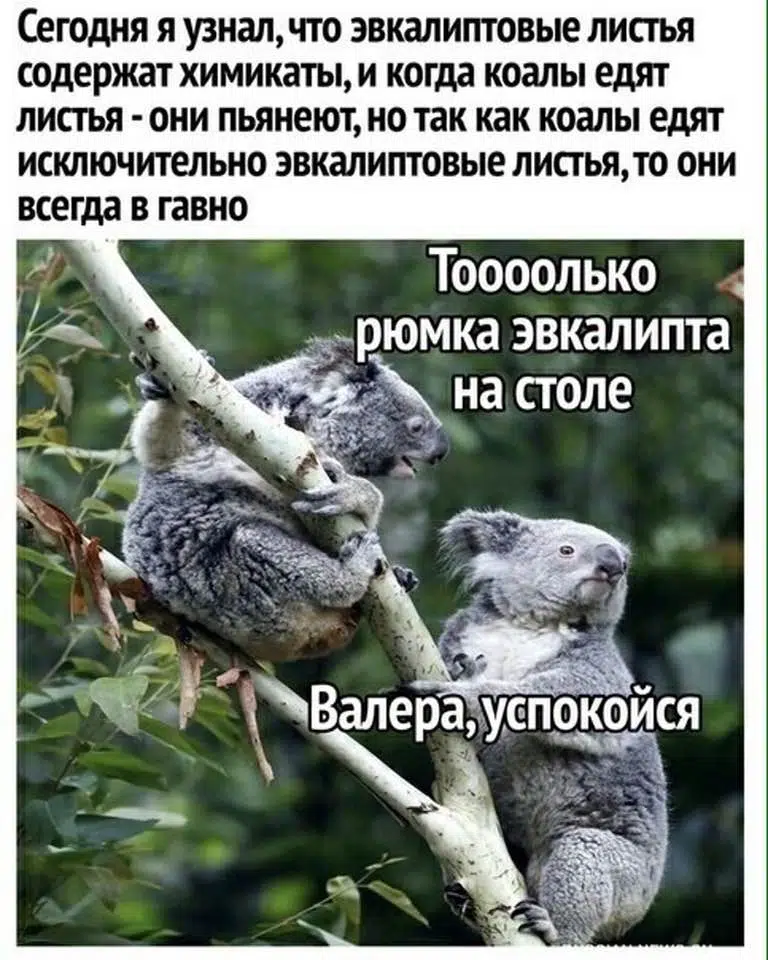 Сегодня я узнал, что эвкалиптовые листья
содержат химикаты, и когда коалы едят
листья - они пьянеют, но так как коалы едят
исключительно эвкалиптовые листья, то они
всегда в гавно
Тоооолько
рюмка эвкалипта
на столе
Валера, успокойся